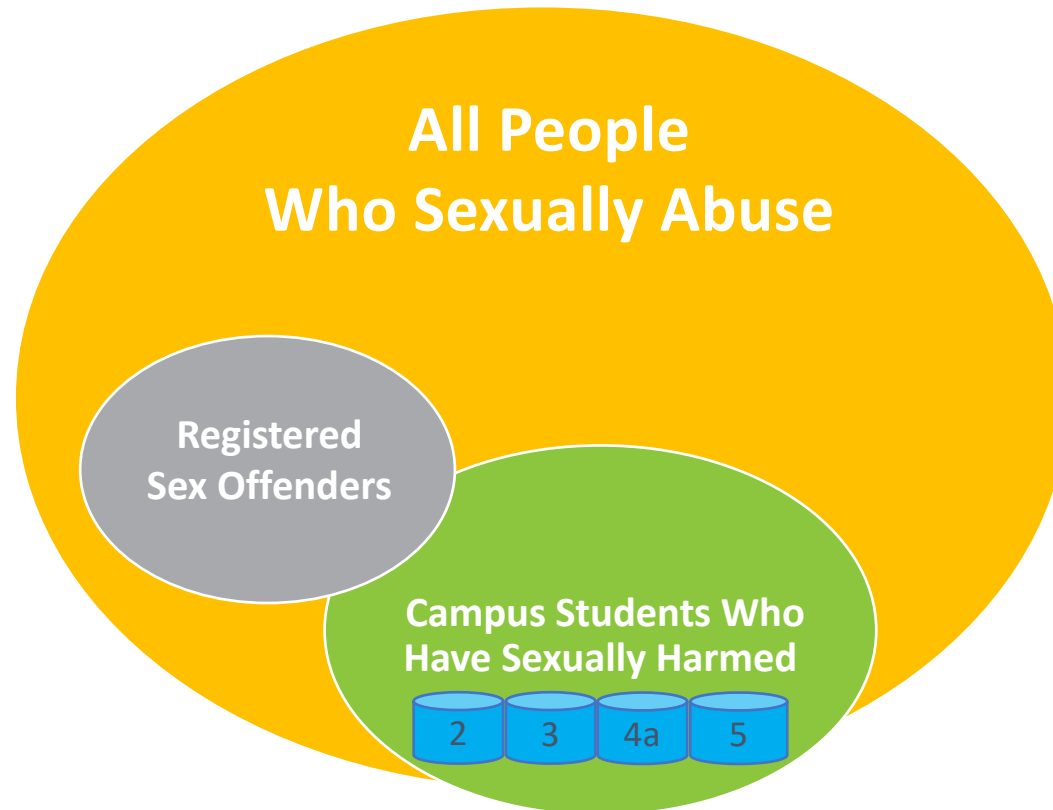 All People
Who Sexually Abuse
Registered
Sex Offenders
Campus Students Who
Have Sexually Harmed
2 3 4a 5